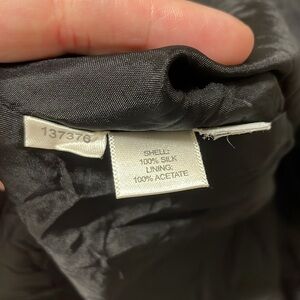 137376
SHELL:
100% SILK
LINING:
100% ACETATE